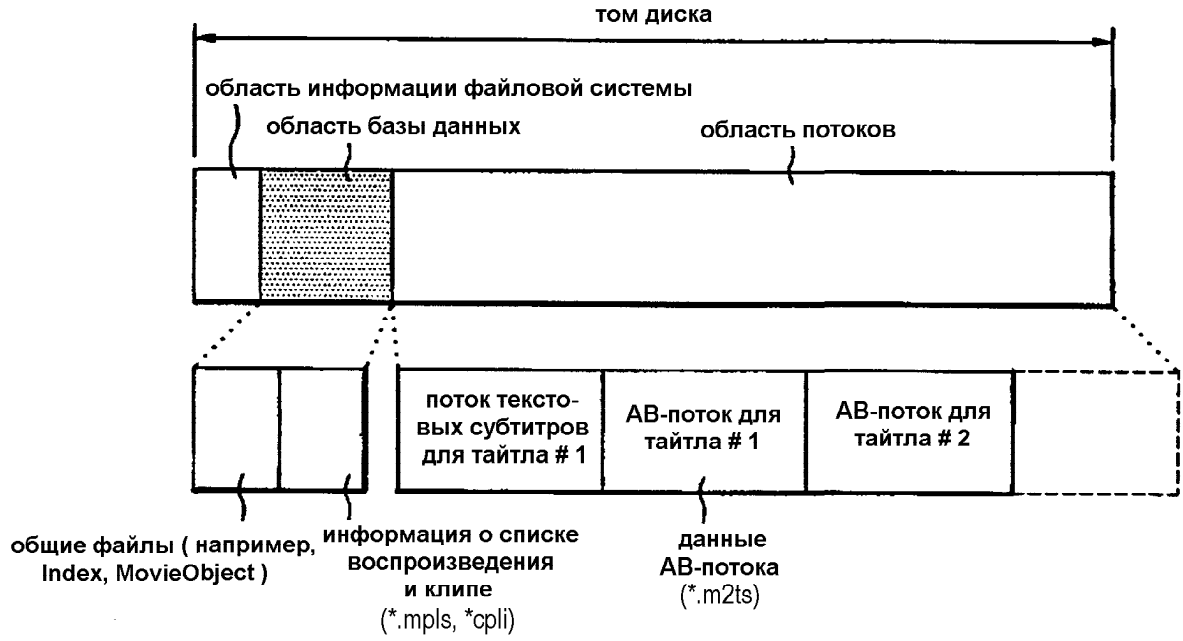 том диска
область информации файловой системы
область базы данных
область потоков
поток тексто-
вых субтитров
для тайтла # 1
АВ-поток для
тайтла # 1
АВ-поток для
тайтла # 2
общие файлы ( например,
Index, MovieObject )
информация о списке
воспроизведения
и клипе
(*.mpls, *cpli)
данные
АВ-потока
(*.m2ts)